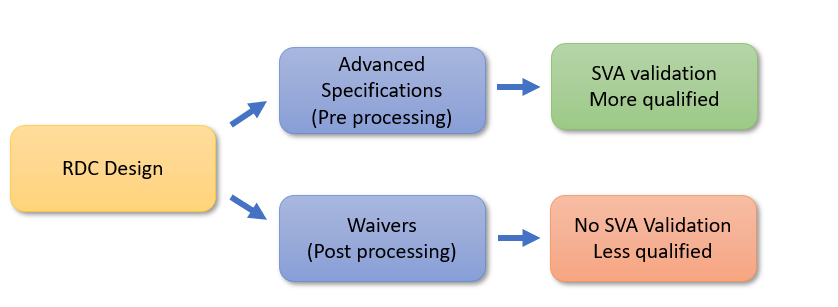 RDC Design
Advanced
Specifications
(Pre processing)
SVA validation
More qualified
Waivers
(Post processing)
No SVA Validation
Less qualified